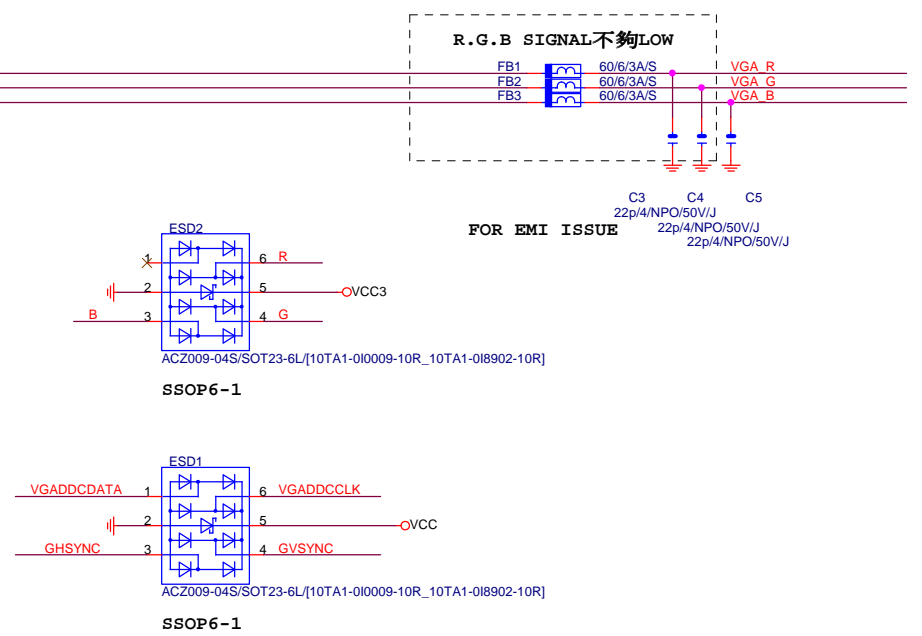 R.G.B SIGNAL不夠LOW
FB1 60/6/3A/S VGA_R
FB2 60/6/3A/S VGA_G
FB3 60/6/3A/S VGA_B
C3 C4 C5
22p/4/NPO/50V/J
22p/4/NPO/50V/J
22p/4/NPO/50V/J
FOR EMI ISSUE
ESD2
1 6 R
2 5 VCC3
B 3 4 G
ACZ009-04S/SOT23-6L/[10TA1-0I0009-10R_10TA1-0I8902-10R]
SSOP6-1
ESD1
VGADDCDATA 1 6 VGADDCCLK
2 5 VCC
GHSYNC 3 4 GVSYNC
ACZ009-04S/SOT23-6L/[10TA1-0I0009-10R_10TA1-0I8902-10R]
SSOP6-1